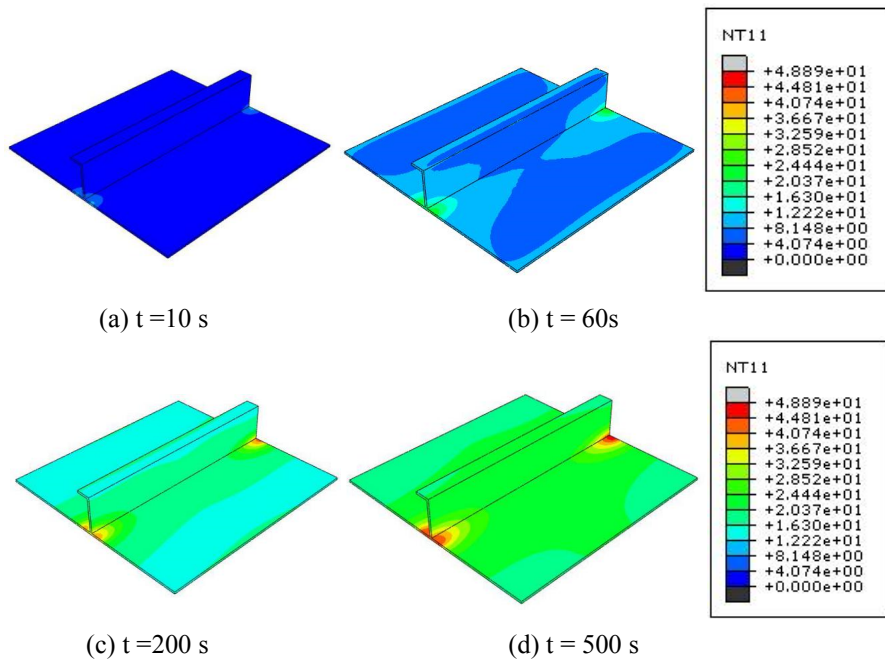 NT11
+4.889e+01
+4.481e+01
+4.074e+01
+3.667e+01
+3.259e+01
+2.852e+01
+2.444e+01
+2.037e+01
+1.630e+01
+1.222e+01
+8.148e+00
+4.074e+00
+0.000e+00
(a) t =10 s
(b) t = 60s
NT11
+4.889e+01
+4.481e+01
+4.074e+01
+3.667e+01
+3.259e+01
+2.852e+01
+2.444e+01
+2.037e+01
+1.630e+01
+1.222e+01
+8.148e+00
+4.074e+00
+0.000e+00
(c) t =200 s
(d) t = 500 s